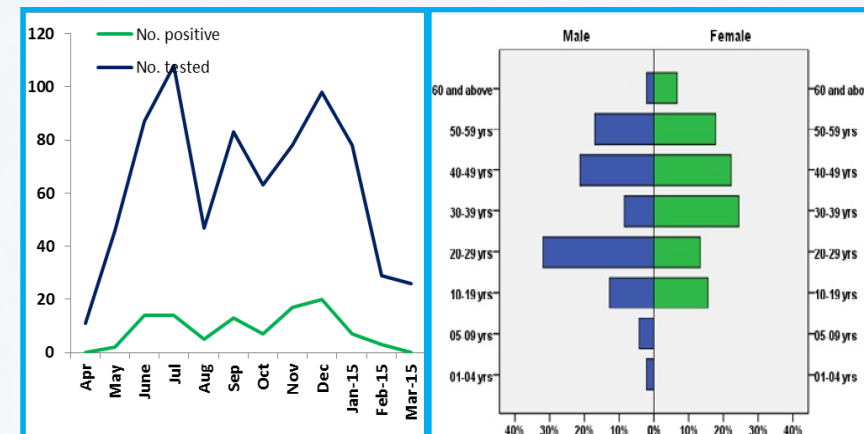 120
100
80
60
40
20
0
No. positive
No. tested
Apr
May
June
Jul
Aug
Sep
Oct
Nov
Dec
Jan-15
Feb-15
Mar-15
Male Female
60 and above 60 and abo
50-59 yrs 50-59 yrs
40-49 yrs 40-49 yrs
30-39 yrs 30-39 yrs
20-29 yrs 20-29 yrs
10-19 yrs 10-19 yrs
05 09 yrs 05 09 yrs
01-04 yrs 01-04 yrs
40% 30% 20% 10% 0% 10% 20% 30% 40%